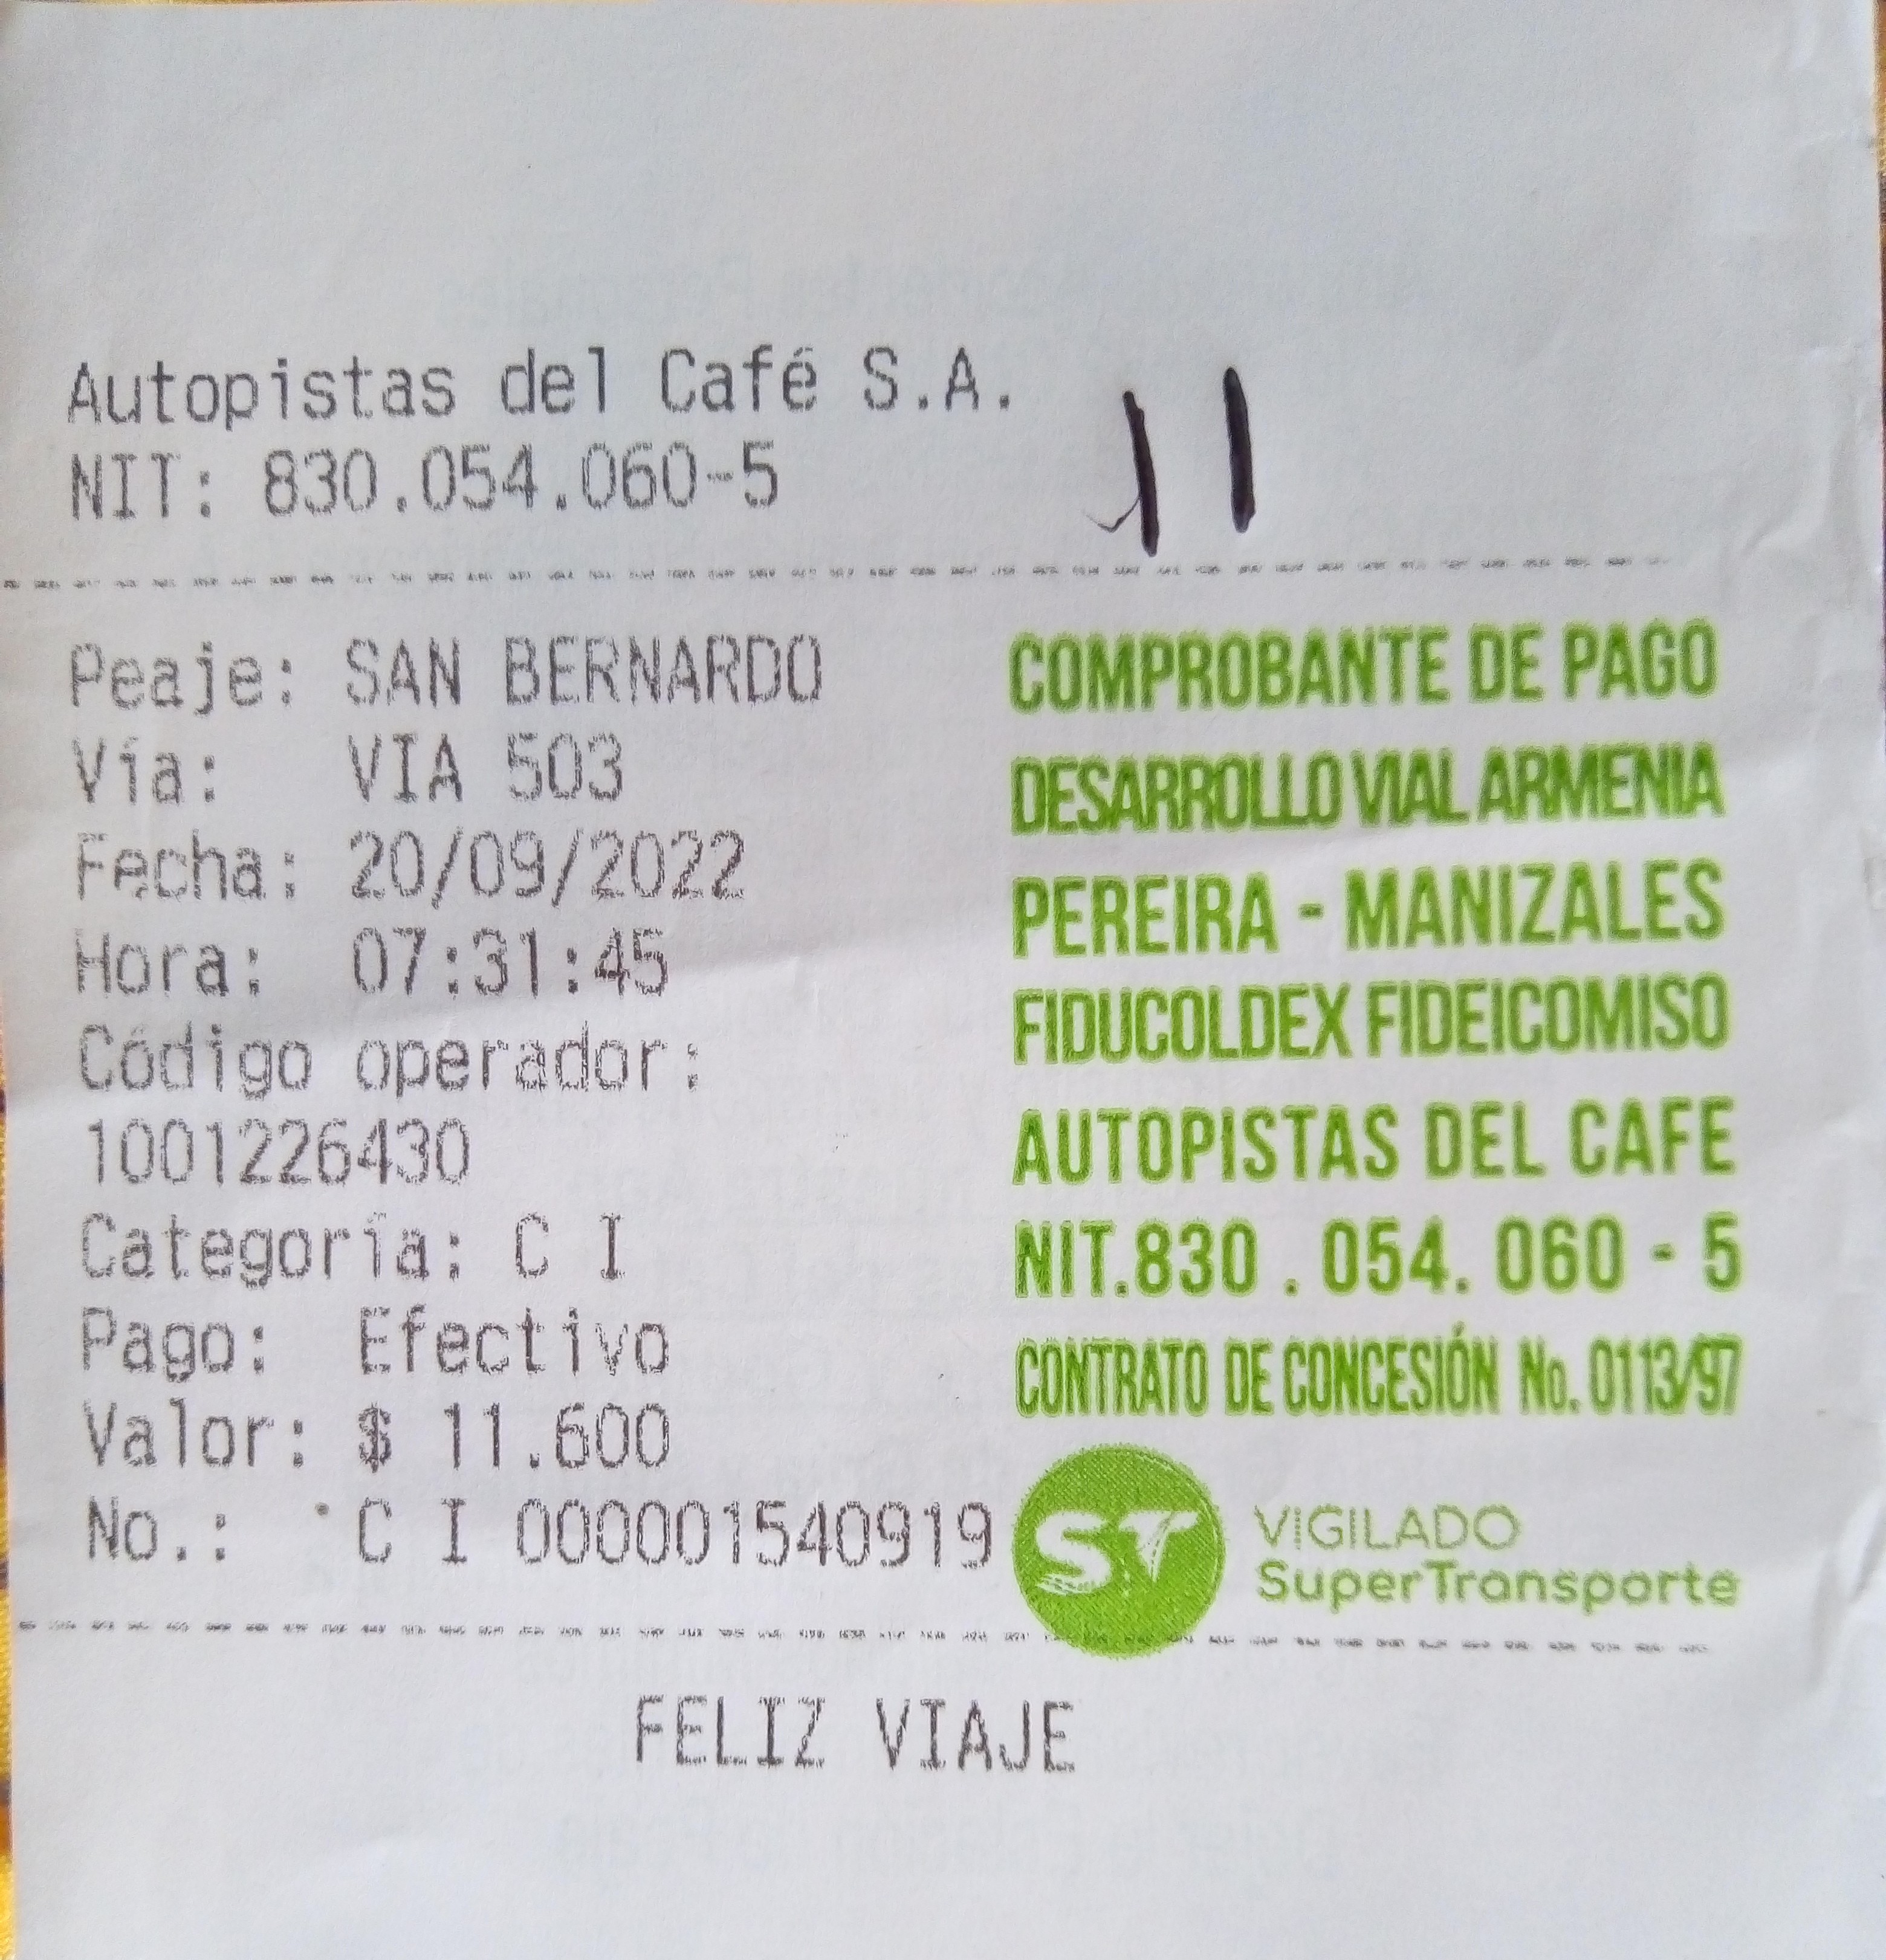 Autopistas del Café S.A.
NIT: 830.054.060-5
11
Peaje: SAN BERNARDO
Vía: VIA 503
Fecha: 20/09/2022
Hora: 07:31:45
Código operador:
1001226430
Categoría: C I
Pago: Efectivo
Valor: $ 11.600
No.: C I 000001540919
COMPROBANTE DE PAGO
DESARROLLO VIAL ARMENIA
PEREIRA - MANIZALES
FIDUCOLDEX FIDEICOMISO
AUTOPISTAS DEL CAFE
NIT.830 . 054. 060 - 5
CONTRATO DE CONCESIÓN No. 0113/97
ST
VIGILADO
SuperTransporte
FELIZ VIAJE